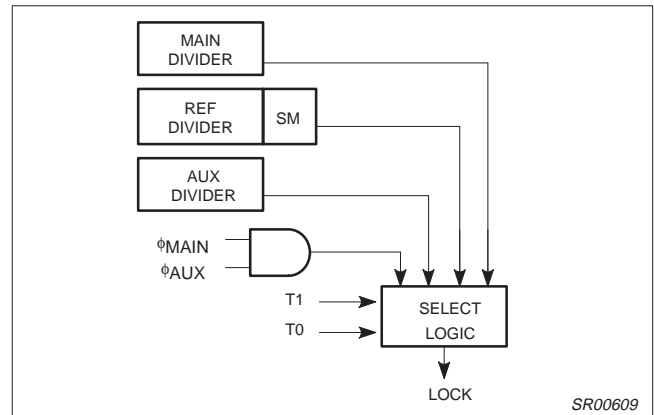 MAIN
DIVIDER
REF
DIVIDER
SM
AUX
DIVIDER
ϕMAIN
ϕAUX
T1
T0
SELECT
LOGIC
LOCK
SR00609